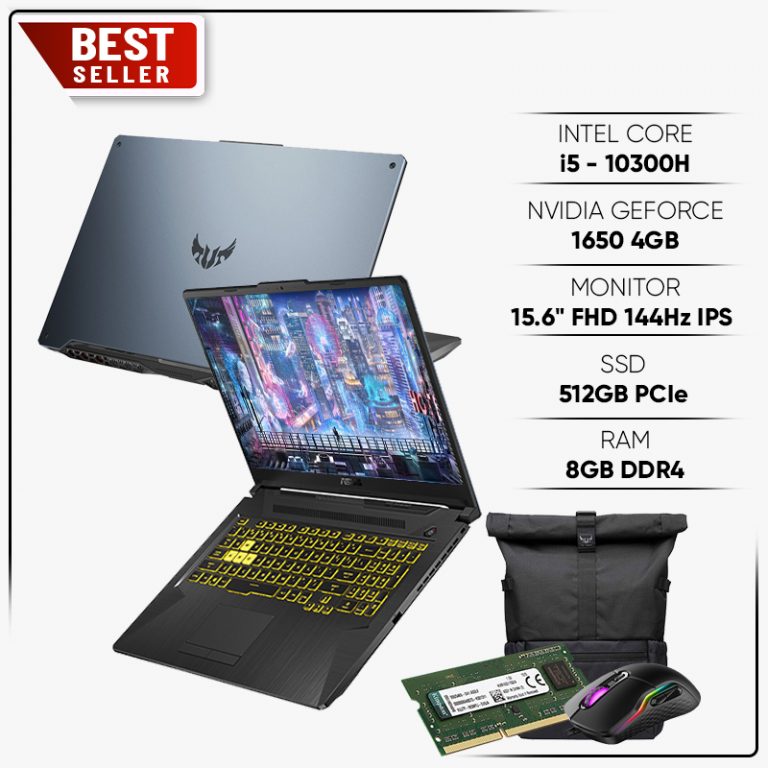 BEST
SELLER
INTEL CORE
i5 - 10300H
NVIDIA GEFORCE
1650 4GB
MONITOR
15.6" FHD 144Hz IPS
SSD
512GB PCIe
RAM
8GB DDR4